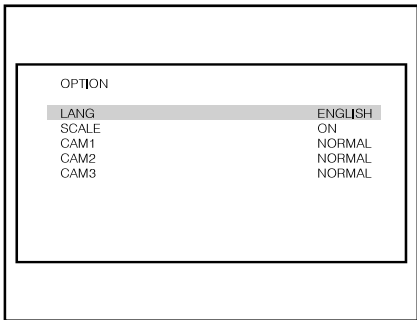 OPTION
LANG ENGLISH
SCALE ON
CAM1 NORMAL
CAM2 NORMAL
CAM3 NORMAL